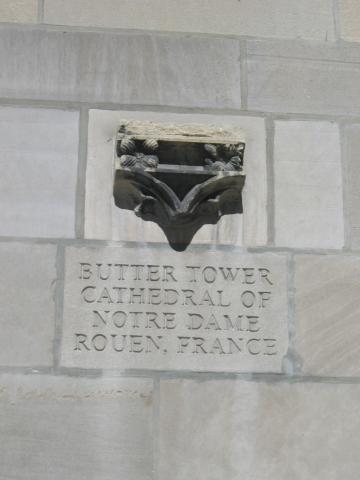 BUTTER TOWER
CATHEDRAL OF
NOTRE DAME
ROUEN, FRANCE